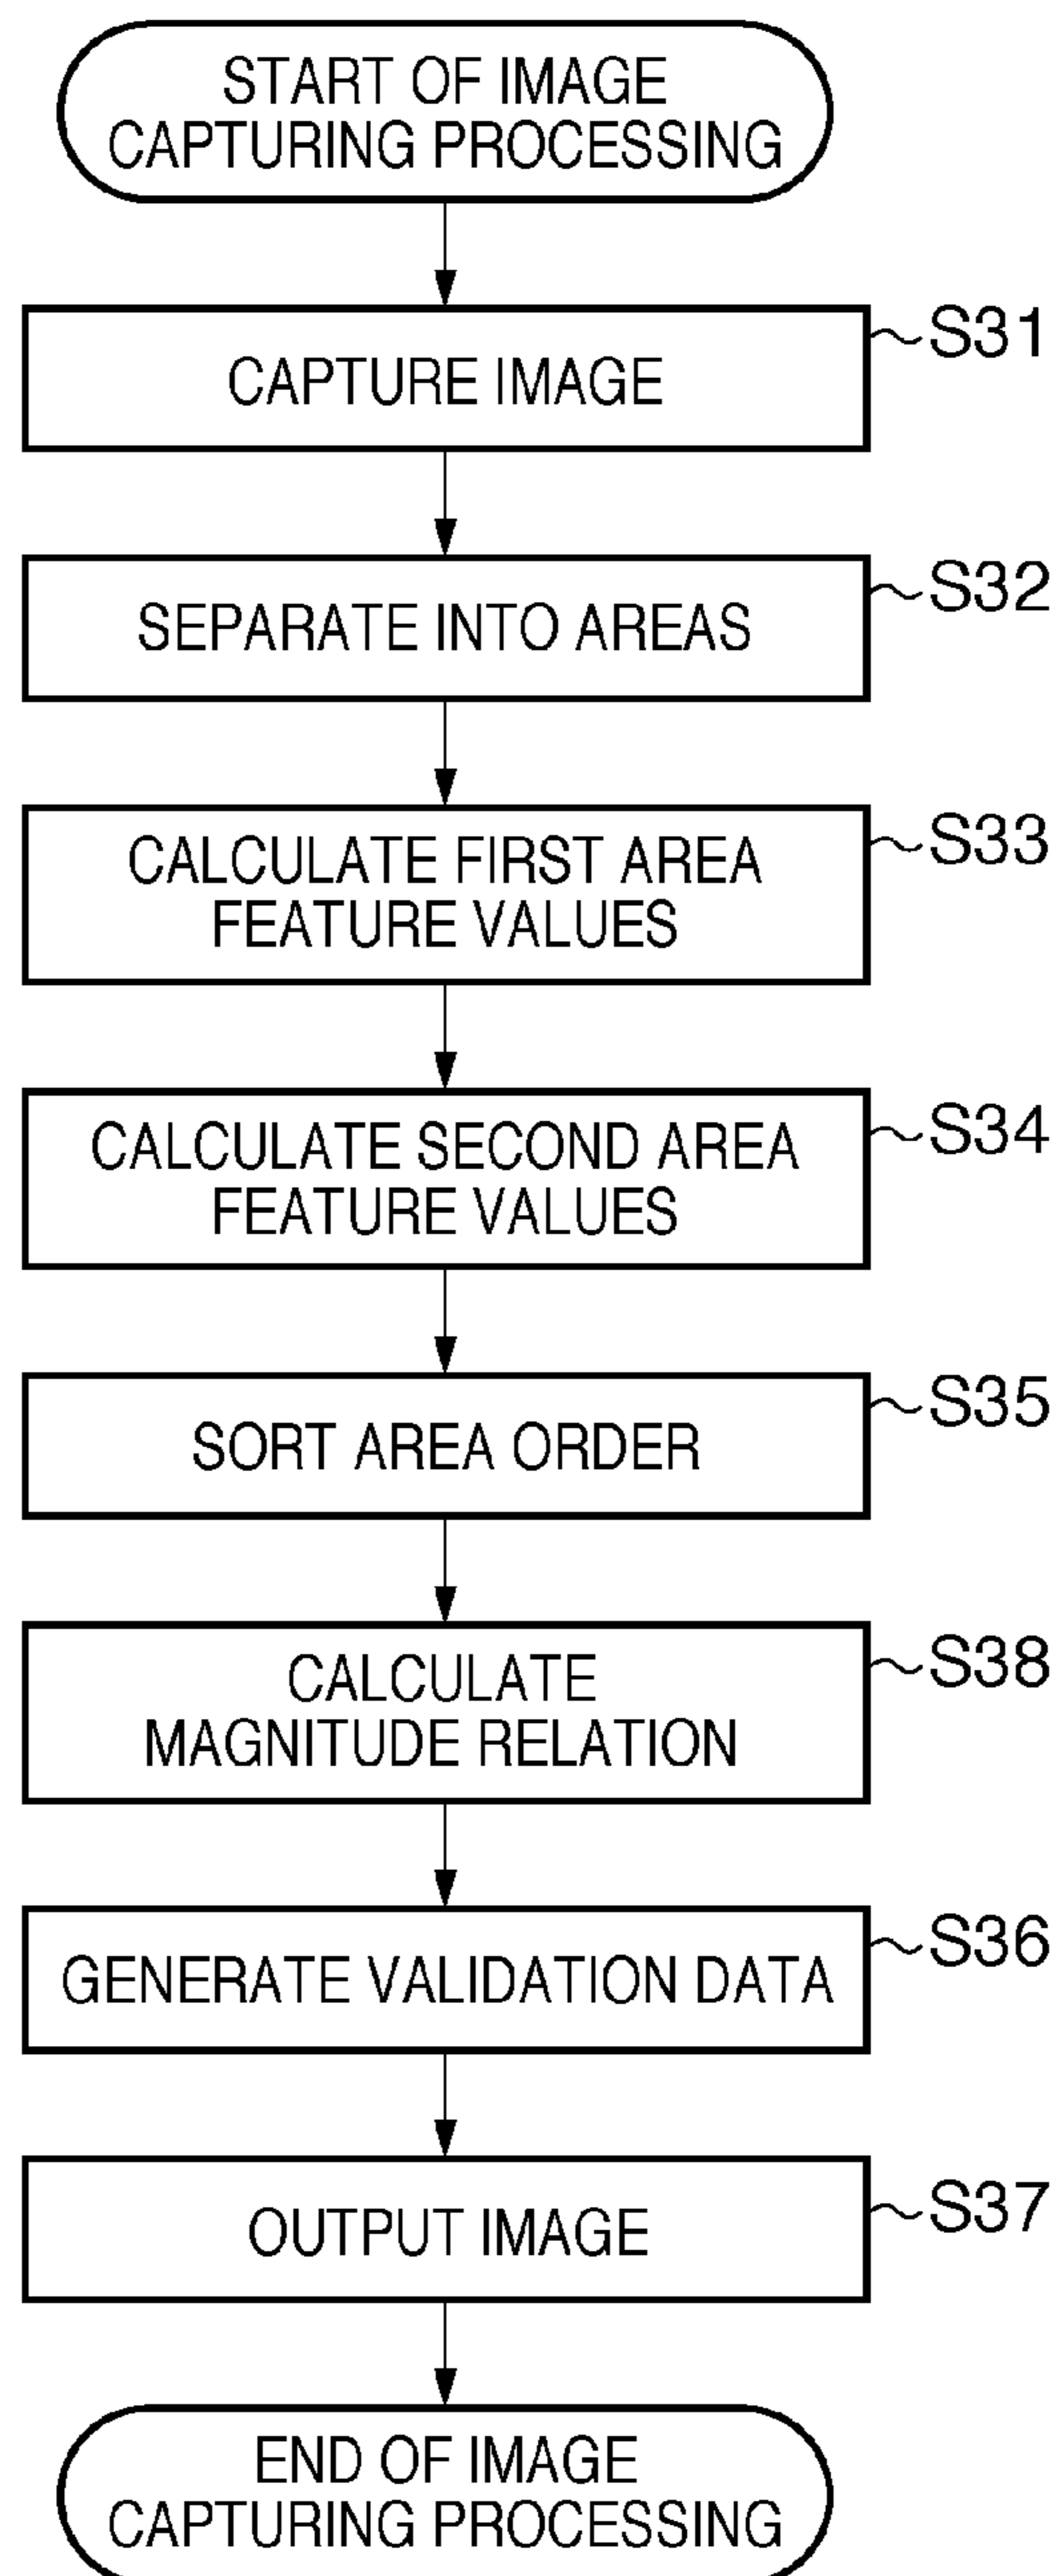 START OF IMAGE
CAPTURING PROCESSING
CAPTURE IMAGE
S31
SEPARATE INTO AREAS
S32
CALCULATE FIRST AREA
FEATURE VALUES
S33
CALCULATE SECOND AREA
FEATURE VALUES
S34
SORT AREA ORDER
S35
CALCULATE
MAGNITUDE RELATION
S38
GENERATE VALIDATION DATA
S36
OUTPUT IMAGE
S37
END OF IMAGE
CAPTURING PROCESSING